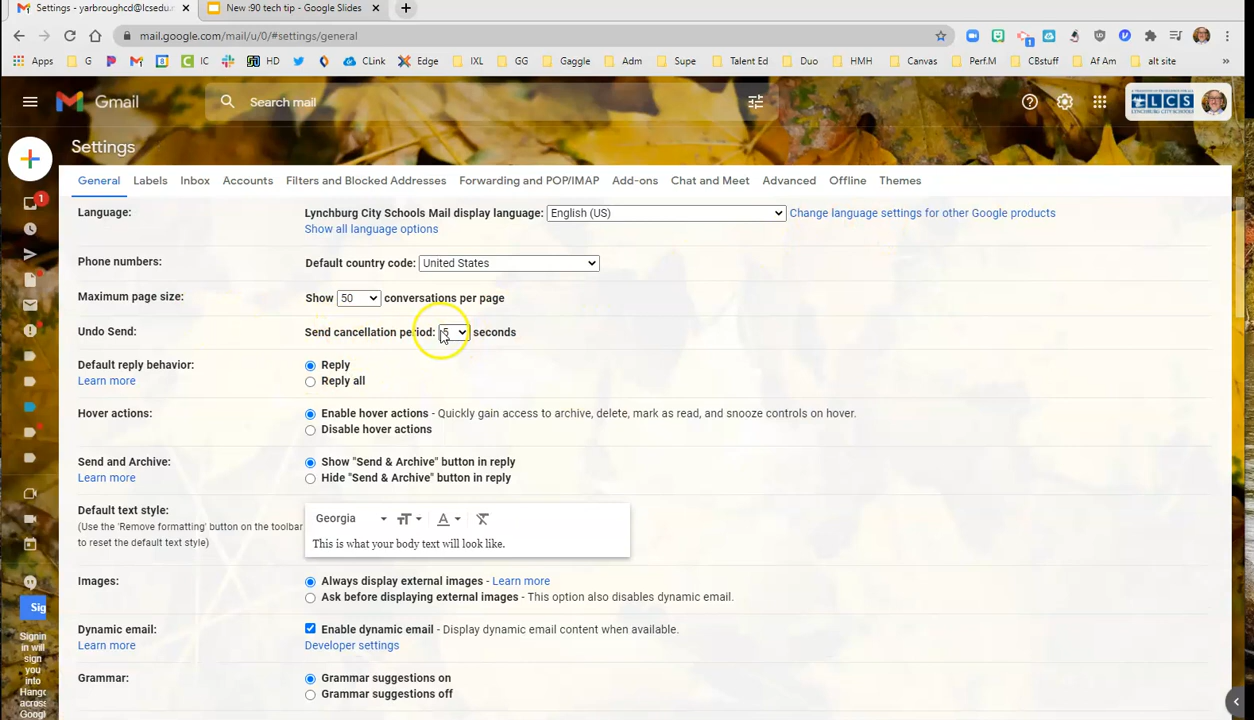 Settings - yarbroughcd@lcsedu.n
New :90 tech tip - Google Slides
mail.google.com/mail/u/0/#settings/general
Apps G IC HD CLink Edge IXL GG Gaggle Adm Supe Talent Ed Duo HMH Canvas Perf.M CBstuff Af Am alt site »
1
Gmail
Search mail
LCS
LYNCHBURG CITY SCHOOLS
Settings
General Labels Inbox Accounts Filters and Blocked Addresses Forwarding and POP/IMAP Add-ons Chat and Meet Advanced Offline Themes
1
Language: Lynchburg City Schools Mail display language: English (US) Change language settings for other Google products
Show all language options
Phone numbers: Default country code: United States
Maximum page size: Show 50 conversations per page
Undo Send: Send cancellation period: seconds
Default reply behavior: Reply
Learn more Reply all
Hover actions: Enable hover actions - Quickly gain access to archive, delete, mark as read, and snooze controls on hover.
Disable hover actions
Send and Archive: Show "Send & Archive" button in reply
Learn more Hide "Send & Archive" button in reply
Default text style: Georgia
(Use the 'Remove formatting' button on the toolbar
to reset the default text style) This is what your body text will look like.
Images: Always display external images - Learn more
Ask before displaying external images - This option also disables dynamic email.
Dynamic email: Enable dynamic email - Display dynamic email content when available.
Learn more Developer settings
Grammar: Grammar suggestions on
Grammar suggestions off
Sig
Signin
in will
sign
you
into
Hango
across
Googl